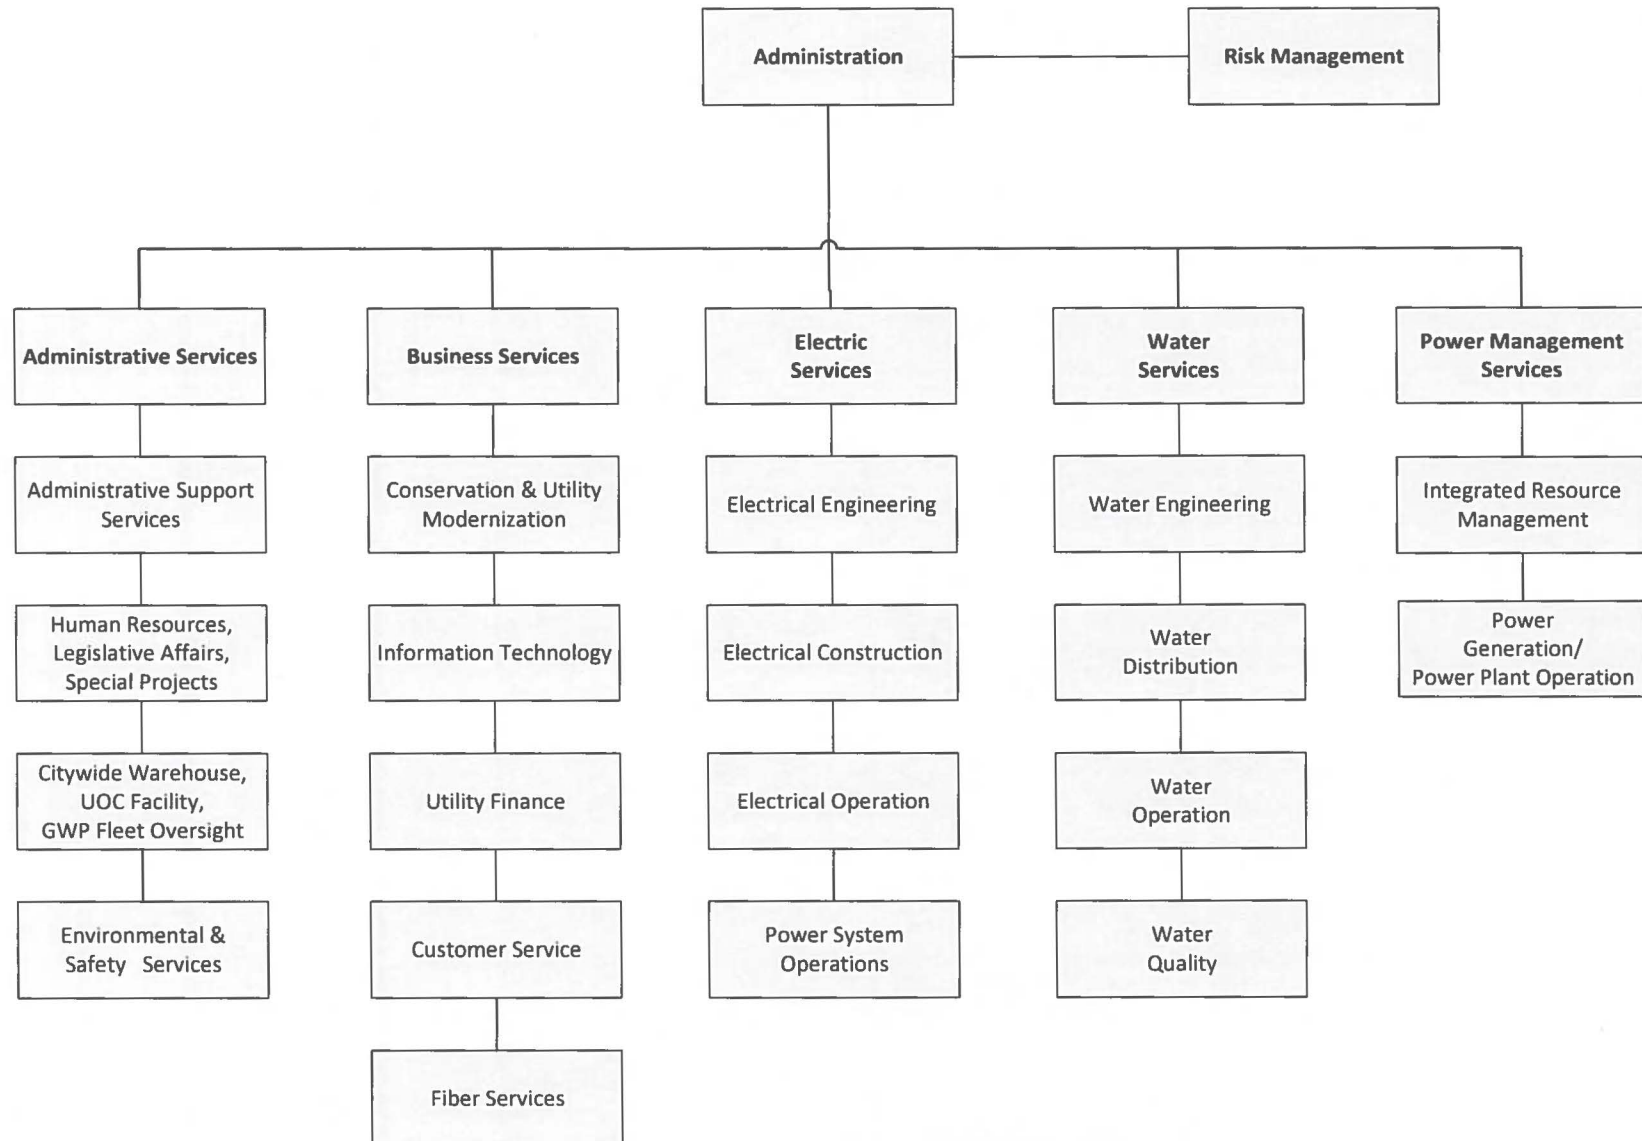 Administration
Risk Management
Administrative Services
Business Services
Electric
Services
Water
Services
Power Management
Services
Administrative Support
Services
Conservation & Utility
Modernization
Electrical Engineering
Water Engineering
Integrated Resource
Management
Human Resources,
Legislative Affairs,
Special Projects
Information Technology
Electrical Construction
Water
Distribution
Power
Generation/
Power Plant Operation
Citywide Warehouse,
UOC Facility,
GWP Fleet Oversight
Utility Finance
Electrical Operation
Water
Operation
Environmental &
Safety Services
Customer Service
Power System
Operations
Water
Quality
Fiber Services